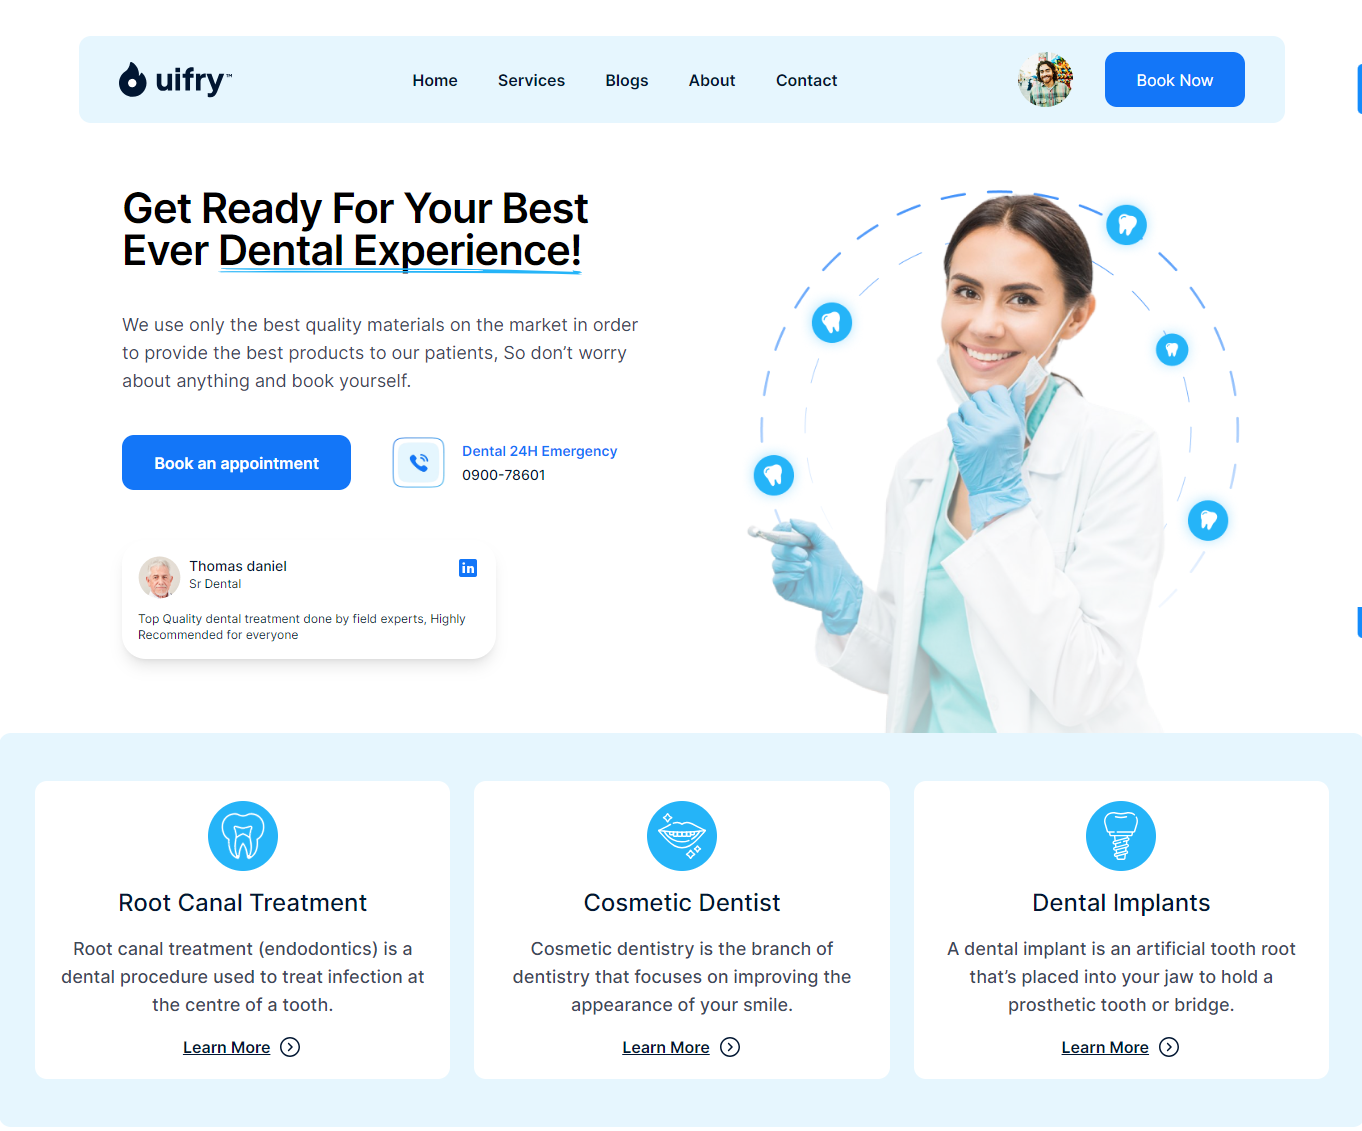 uifry™
Home
Services
Blogs
About
Contact
Book Now
Get Ready For Your Best
Ever Dental Experience!
We use only the best quality materials on the market in order
to provide the best products to our patients, So don’t worry
about anything and book yourself.
Book an appointment
Dental 24H Emergency
0900-78601
Thomas daniel
Sr Dental
in
Top Quality dental treatment done by field experts, Highly
Recommended for everyone
Root Canal Treatment
Root canal treatment (endodontics) is a
dental procedure used to treat infection at
the centre of a tooth.
Learn More
Cosmetic Dentist
Cosmetic dentistry is the branch of
dentistry that focuses on improving the
appearance of your smile.
Learn More
Dental Implants
A dental implant is an artificial tooth root
that’s placed into your jaw to hold a
prosthetic tooth or bridge.
Learn More